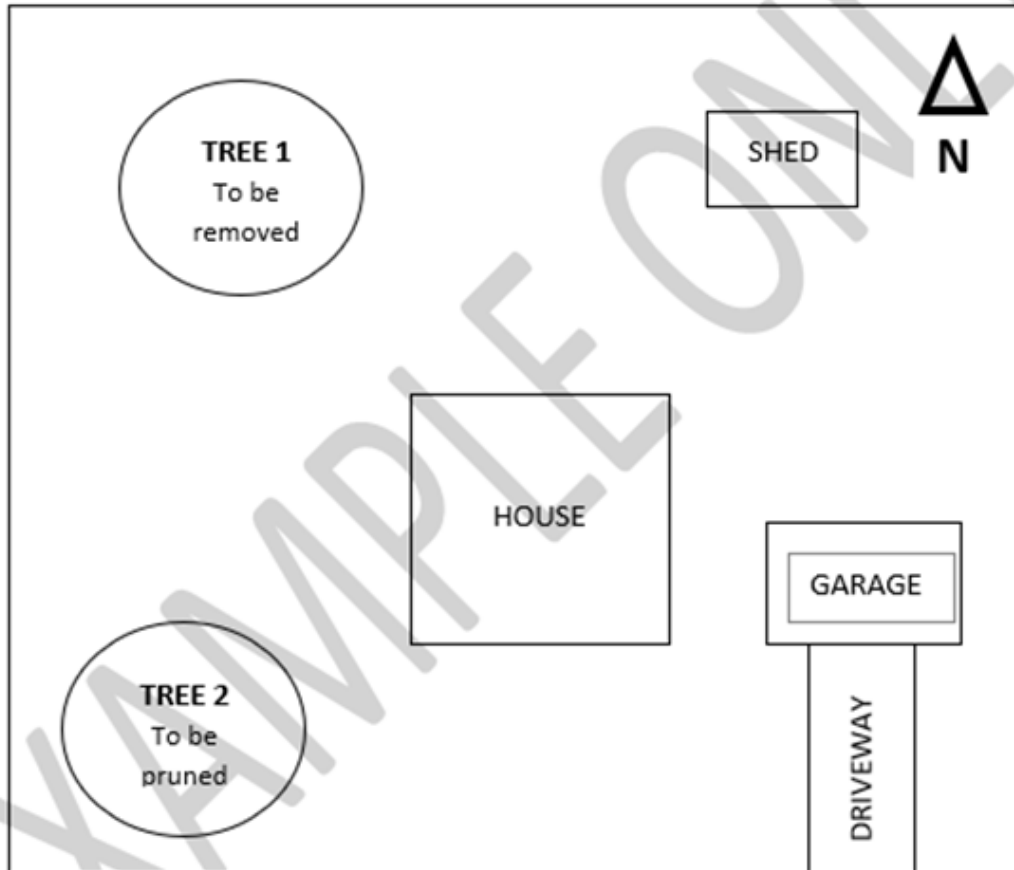 TREE 1
To be
removed
SHED
N
HOUSE
GARAGE
TREE 2
To be
pruned
DRIVEWAY
XAMPLE ONL